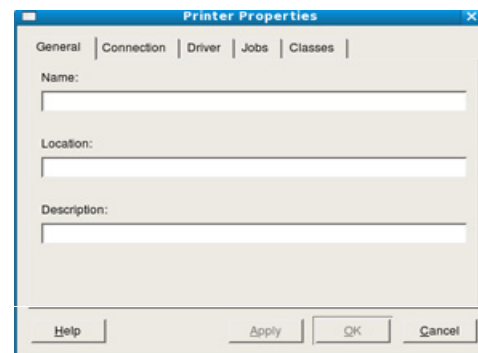 Printer Properties
General Connection Driver Jobs Classes
Name:
Location:
Description:
Help Apply OK Cancel